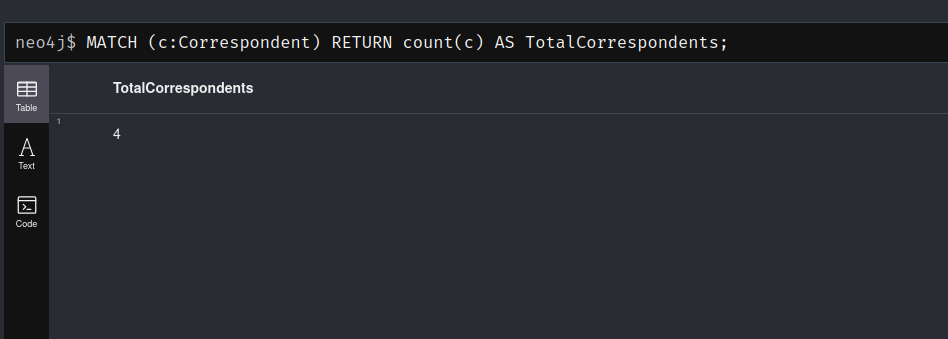 neo4j$ MATCH (c:Correspondent) RETURN count(c) AS TotalCorrespondents;
Table
TotalCorrespondents
1
4
A
Text
Code